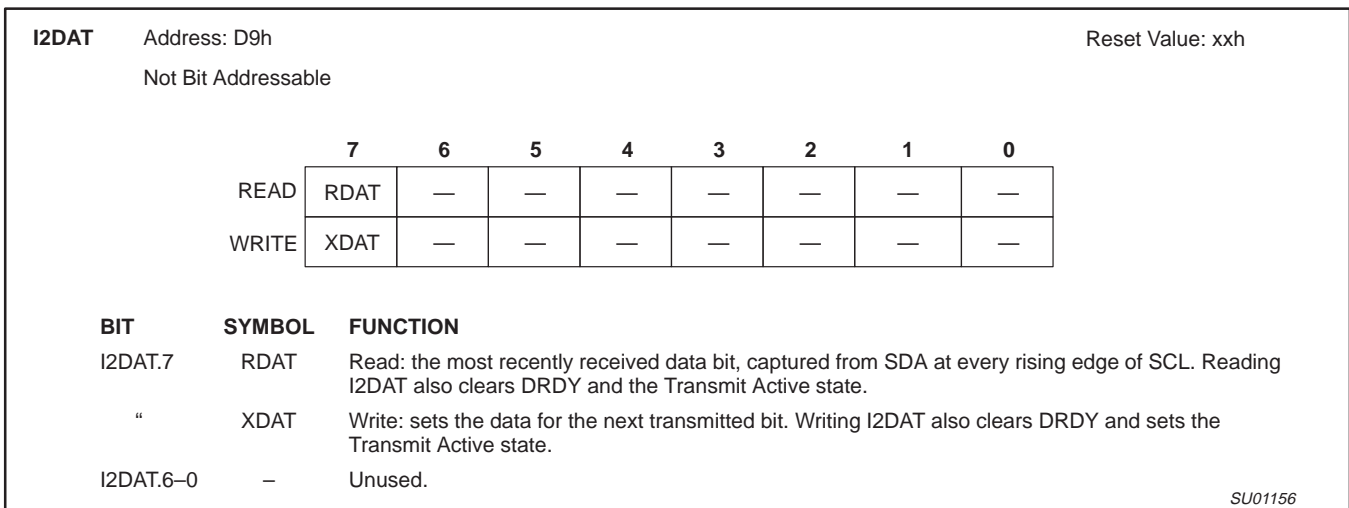 I2DAT Address: D9h Reset Value: xxh
Not Bit Addressable
7 6 5 4 3 2 1 0
READ RDAT — — — — — — —
WRITE XDAT — — — — — — —
BIT SYMBOL FUNCTION
I2DAT.7 RDAT Read: the most recently received data bit, captured from SDA at every rising edge of SCL. Reading
I2DAT also clears DRDY and the Transmit Active state.
“ XDAT Write: sets the data for the next transmitted bit. Writing I2DAT also clears DRDY and sets the
Transmit Active state.
I2DAT.6–0 – Unused.
SU01156